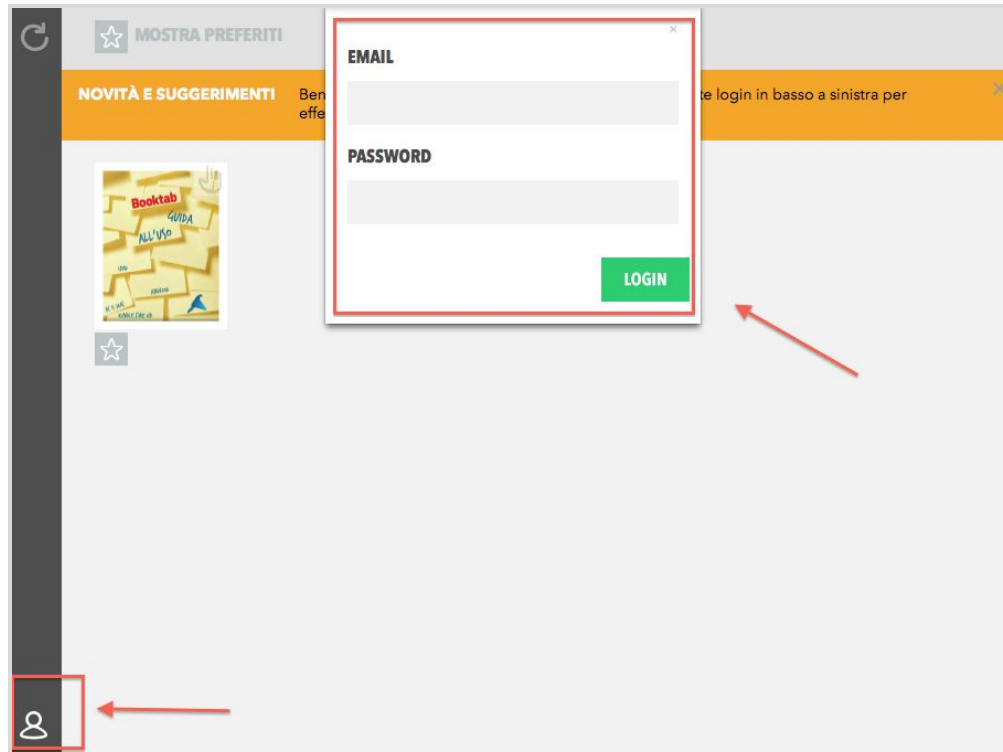 MOSTRA PREFERITI
EMAIL
NOVITÀ E SUGGERIMENTI
Ben
te login in basso a sinistra per
effe
PASSWORD
LOGIN
Booktab
GUIDA
ALL'USO